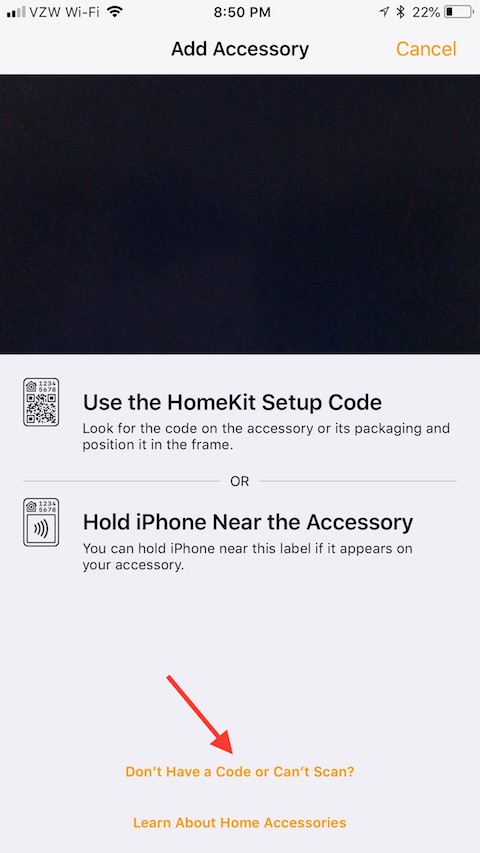 VZW Wi-Fi 8:50 PM 22%
Add Accessory Cancel
1234
5678
Use the HomeKit Setup Code
Look for the code on the accessory or its packaging and
position it in the frame.
OR
1234
5678
Hold iPhone Near the Accessory
You can hold iPhone near this label if it appears on
your accessory.
Don’t Have a Code or Can’t Scan?
Learn About Home Accessories